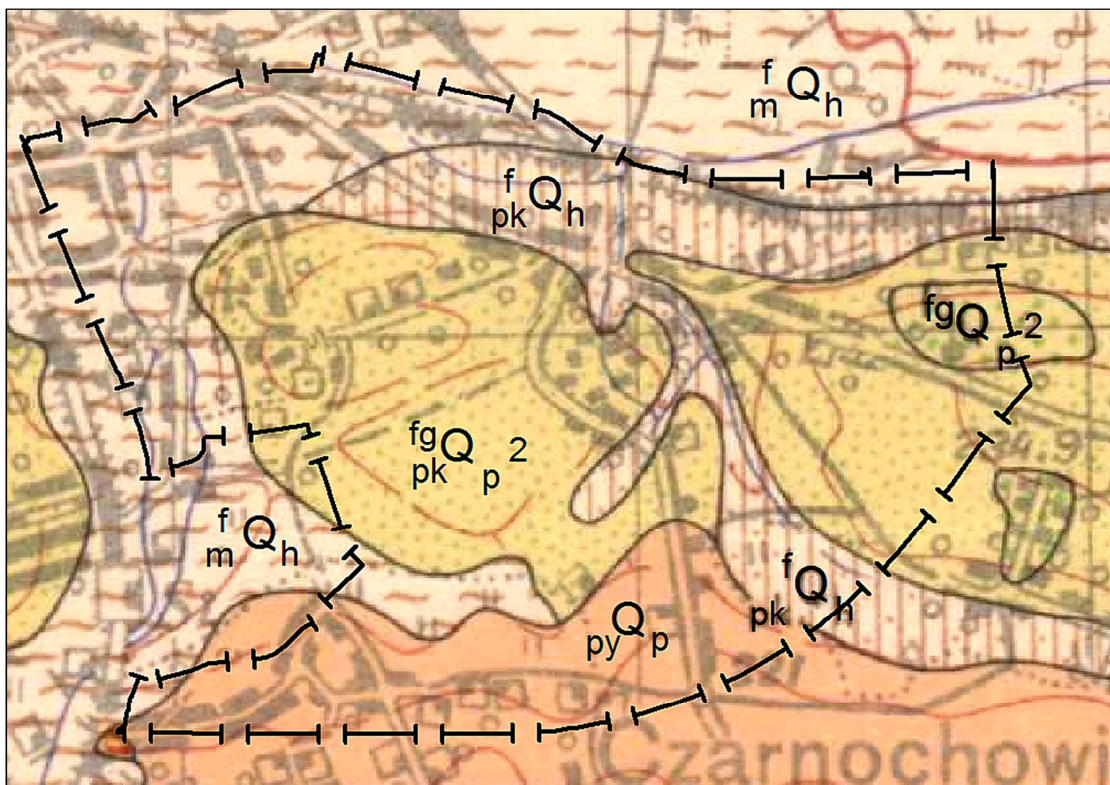 f
m Q h
f
pk Q h
fg Q p 2
fg
pk Q p 2
f
m Q h
f
pk Q h
py Q p
Czarnochowi